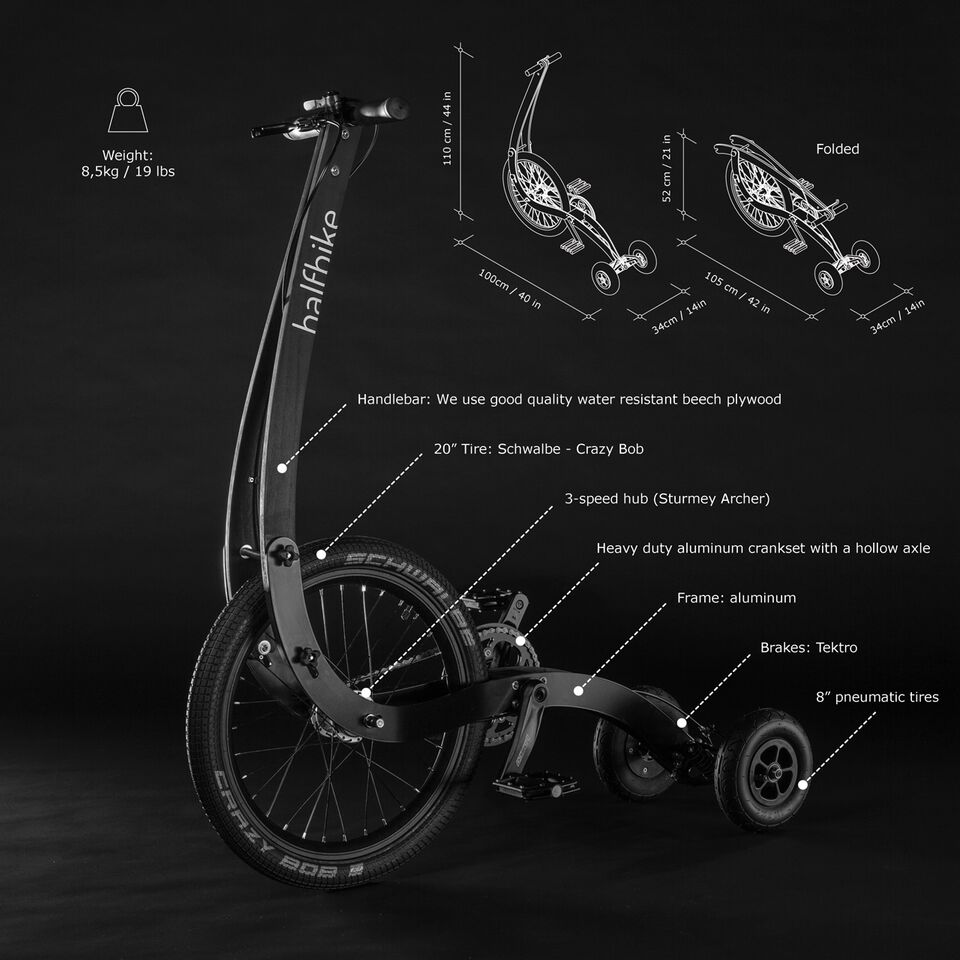 Weight:
8,5kg / 19 lbs
110 cm / 44 in
100cm / 40 in
34cm / 14in
Folded
52 cm / 21 in
105 cm / 42 in
34cm / 14in
halfbike
Handlebar: We use good quality water resistant beech plywood
20” Tire: Schwalbe - Crazy Bob
3-speed hub (Sturmey Archer)
Heavy duty aluminum crankset with a hollow axle
Frame: aluminum
Brakes: Tektro
8” pneumatic tires
SCHWALBE
CRAZY BOB